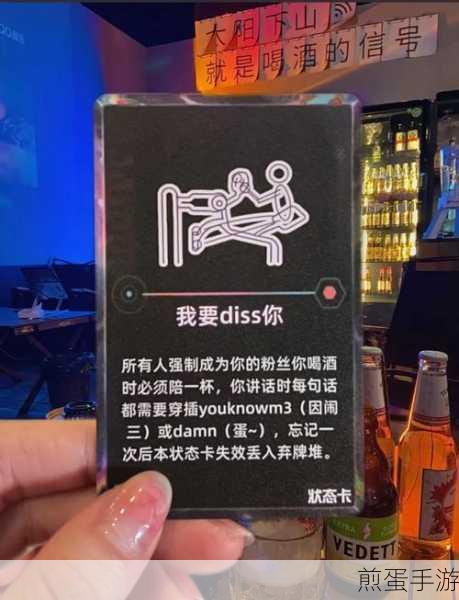 太阳下山
就是喝酒的信号
我要diss你
所有人强制成为你的粉丝你喝酒
时必须陪一杯，你讲话时每句话
都需要穿插youknowm3（因闹
三）或damn（蛋~），忘记一
次后本状态卡失效丢入弃牌堆。
状态卡
VEDETT
煎蛋手游